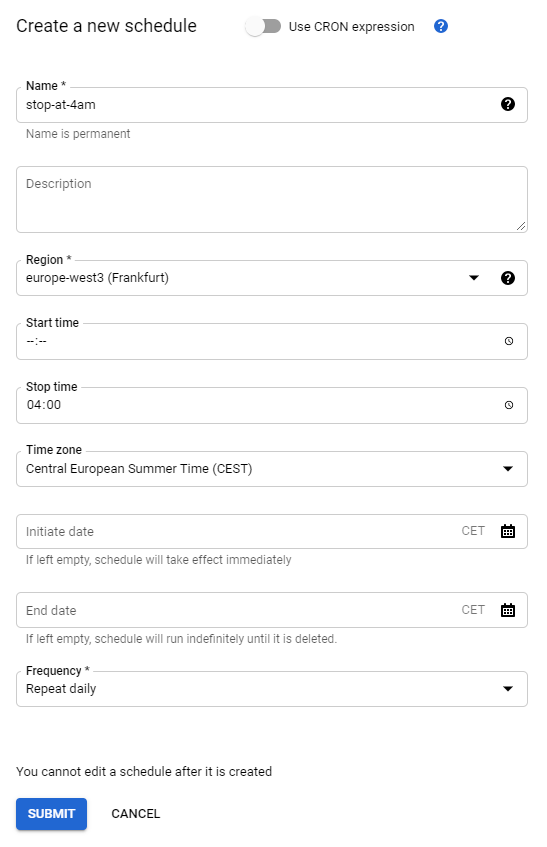 Create a new schedule Use CRON expression ?
Name *
stop-at-4am ?
Name is permanent
Description
Region *
europe-west3 (Frankfurt) ?
Start time
--:--
Stop time
04:00
Time zone
Central European Summer Time (CEST)
Initiate date CET
If left empty, schedule will take effect immediately
End date CET
If left empty, schedule will run indefinitely until it is deleted.
Frequency *
Repeat daily
You cannot edit a schedule after it is created
SUBMIT CANCEL